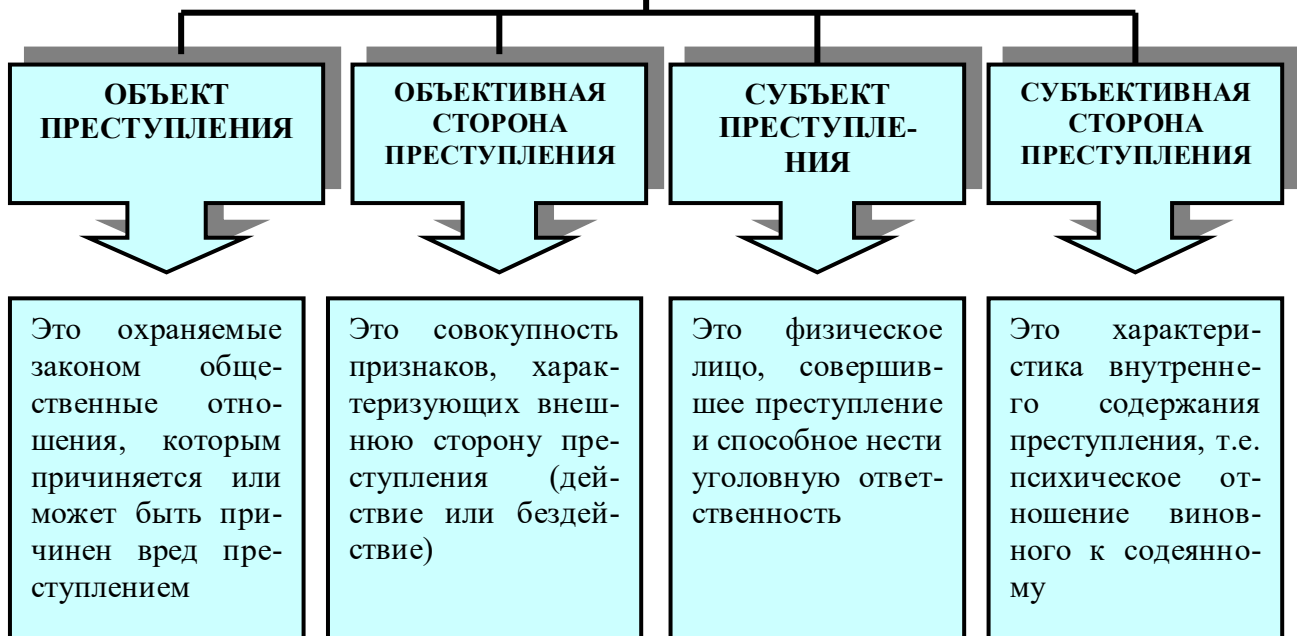 ОБЪЕКТ
ПРЕСТУПЛЕНИЯ
ОБЪЕКТИВНАЯ
СТОРОНА
ПРЕСТУПЛЕНИЯ
СУБЪЕКТ
ПРЕСТУПЛЕ-
НИЯ
СУБЪЕКТИВНАЯ
СТОРОНА
ПРЕСТУПЛЕНИЯ
Это охраняемые
законом обще-
ственные отно-
шения, которым
причиняется или
может быть при-
чинен вред пре-
ступлением
Это совокупность
признаков, харак-
теризующих внеш-
нюю сторону пре-
ступления (дей-
ствие или бездей-
ствие)
Это физическое
лицо, совершив-
шее преступление
и способное нести
уголовную ответ-
ственность
Это характери-
стика внутренне-
го содержания
преступления, т.е.
психическое от-
ношение винов-
ного к содеянно-
му